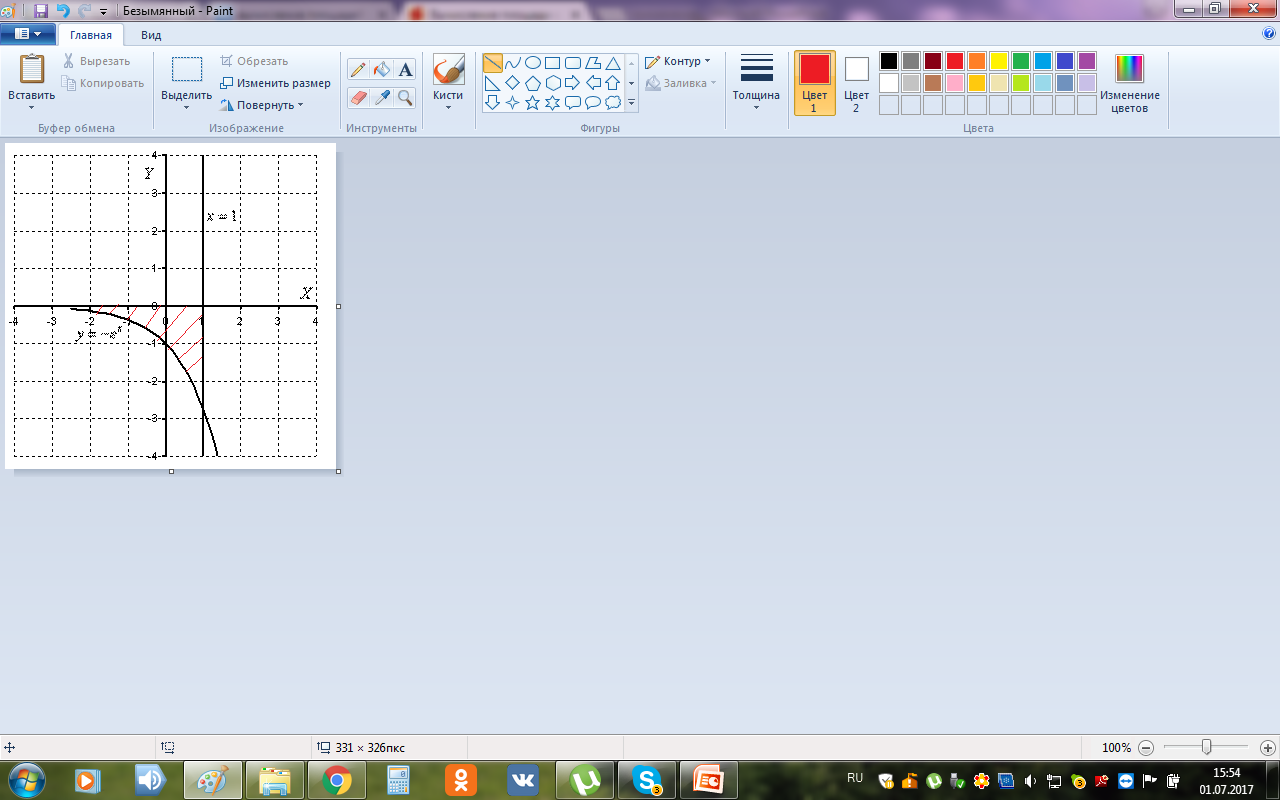 Безымянный - Paint
Главная Вид
Вставить
Вырезать
Копировать
Буфер обмена
Выделить
Обрезать
Изменить размер
Повернуть
Изображение
A
Инструменты
Кисти
Контур
Заливка
Фигуры
Толщина
Цвет 1
Цвет 2
Изменение цветов
Цвета
4
Y
3
x = 1
2
1
X
0
-4 -3 -2 -1 0 1 2 3 4
y = -e^x
-1
-2
-3
-4
331 × 326пкс
100%
RU
15:54
01.07.2017